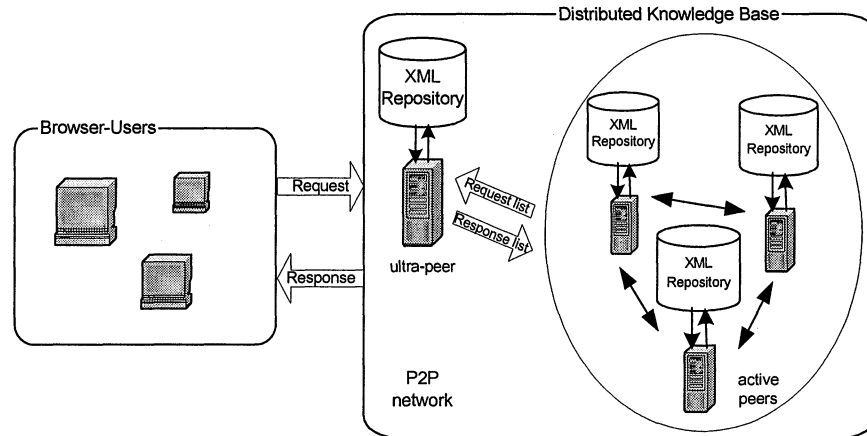 Distributed Knowledge Base
XML
Repository
Browser-Users
XML
Repository
XML
Repository
Request
Request list
Response list
XML
Repository
ultra-peer
Response
P2P
network
active
peers